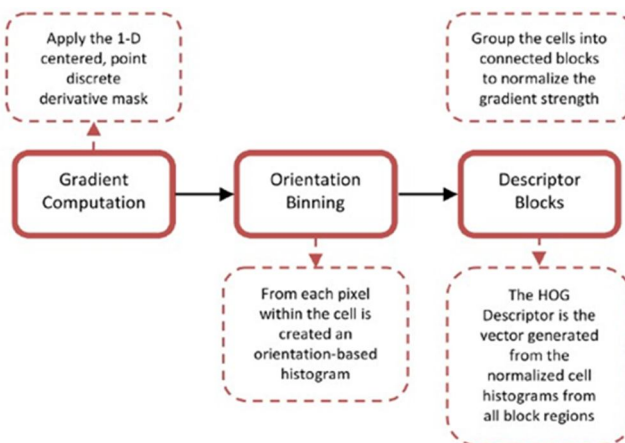 Apply the 1-D
centered, point
discrete
derivative mask
Group the cells into
connected blocks
to normalize the
gradient strength
Gradient
Computation
Orientation
Binning
Descriptor
Blocks
From each pixel
within the cell is
created an
orientation-based
histogram
The HOG
Descriptor is the
vector generated
from the
normalized cell
histograms from
all block regions